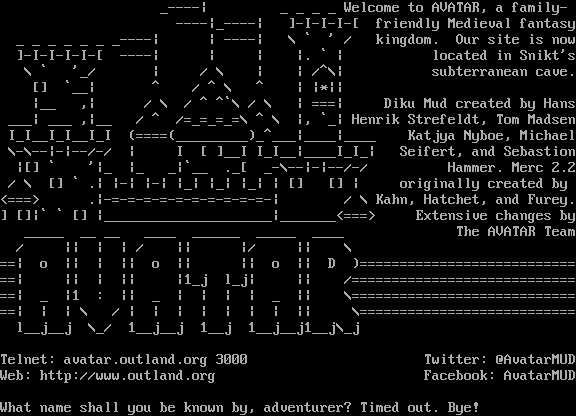 Welcome to AVATAR, a family-
friendly Medieval fantasy
kingdom.  Our site is now
located in Snikt's
subterranean cave.
Diku Mud created by Hans
Henrik Strefeldt, Tom Madsen
Katja Nyboe, Michael
Seifert, and Sebastion
Hammer. Merc 2.2
originally created by
Kahn, Hatchet, and Furey.
Extensive changes by
The AVATAR Team
AVATAR
Telnet: avatar.outland.org 3000
Twitter: @AvatarMUD
Web: http://www.outland.org
Facebook: AvatarMUD
What name shall you be known by, adventurer? Timed out. Bye!